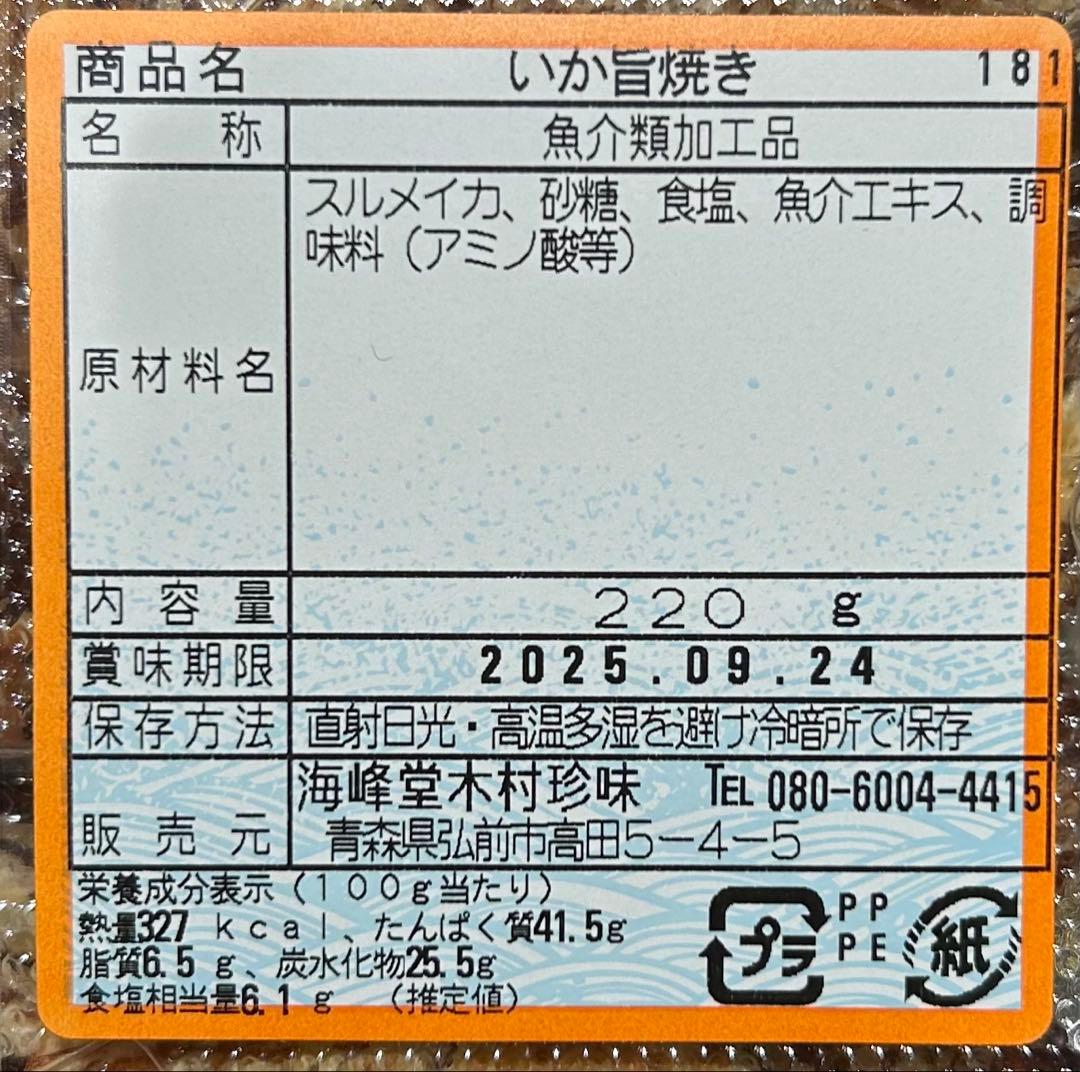 商品名 いか旨焼き 181
名称 魚介類加工品
原材料名 スルメイカ、砂糖、食塩、魚介エキス、調
味料（アミノ酸等）
内容量 220 g
賞味期限 2025.09.24
保存方法 直射日光・高温多湿を避け冷暗所で保存
販売元 海峰堂木村珍味 TEL 080-6004-4415
青森県弘前市高田5-4-5
栄養成分表示（100g当たり）
熱量327 kcal、たんぱく質41.5g
脂質6.5g、炭水化物25.5g
食塩相当量6.1g （推定値）
プラ PP
PE
紙